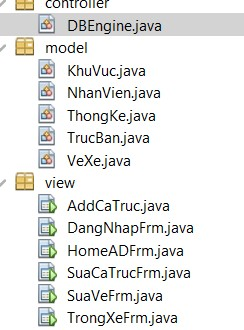 controller
DBEngine.java
model
KhuVuc.java
NhanVien.java
ThongKe.java
TrucBan.java
VeXe.java
view
AddCaTruc.java
DangNhapFrm.java
HomeADFrm.java
SuaCaTrucFrm.java
SuaVeFrm.java
TrongXeFrm.java